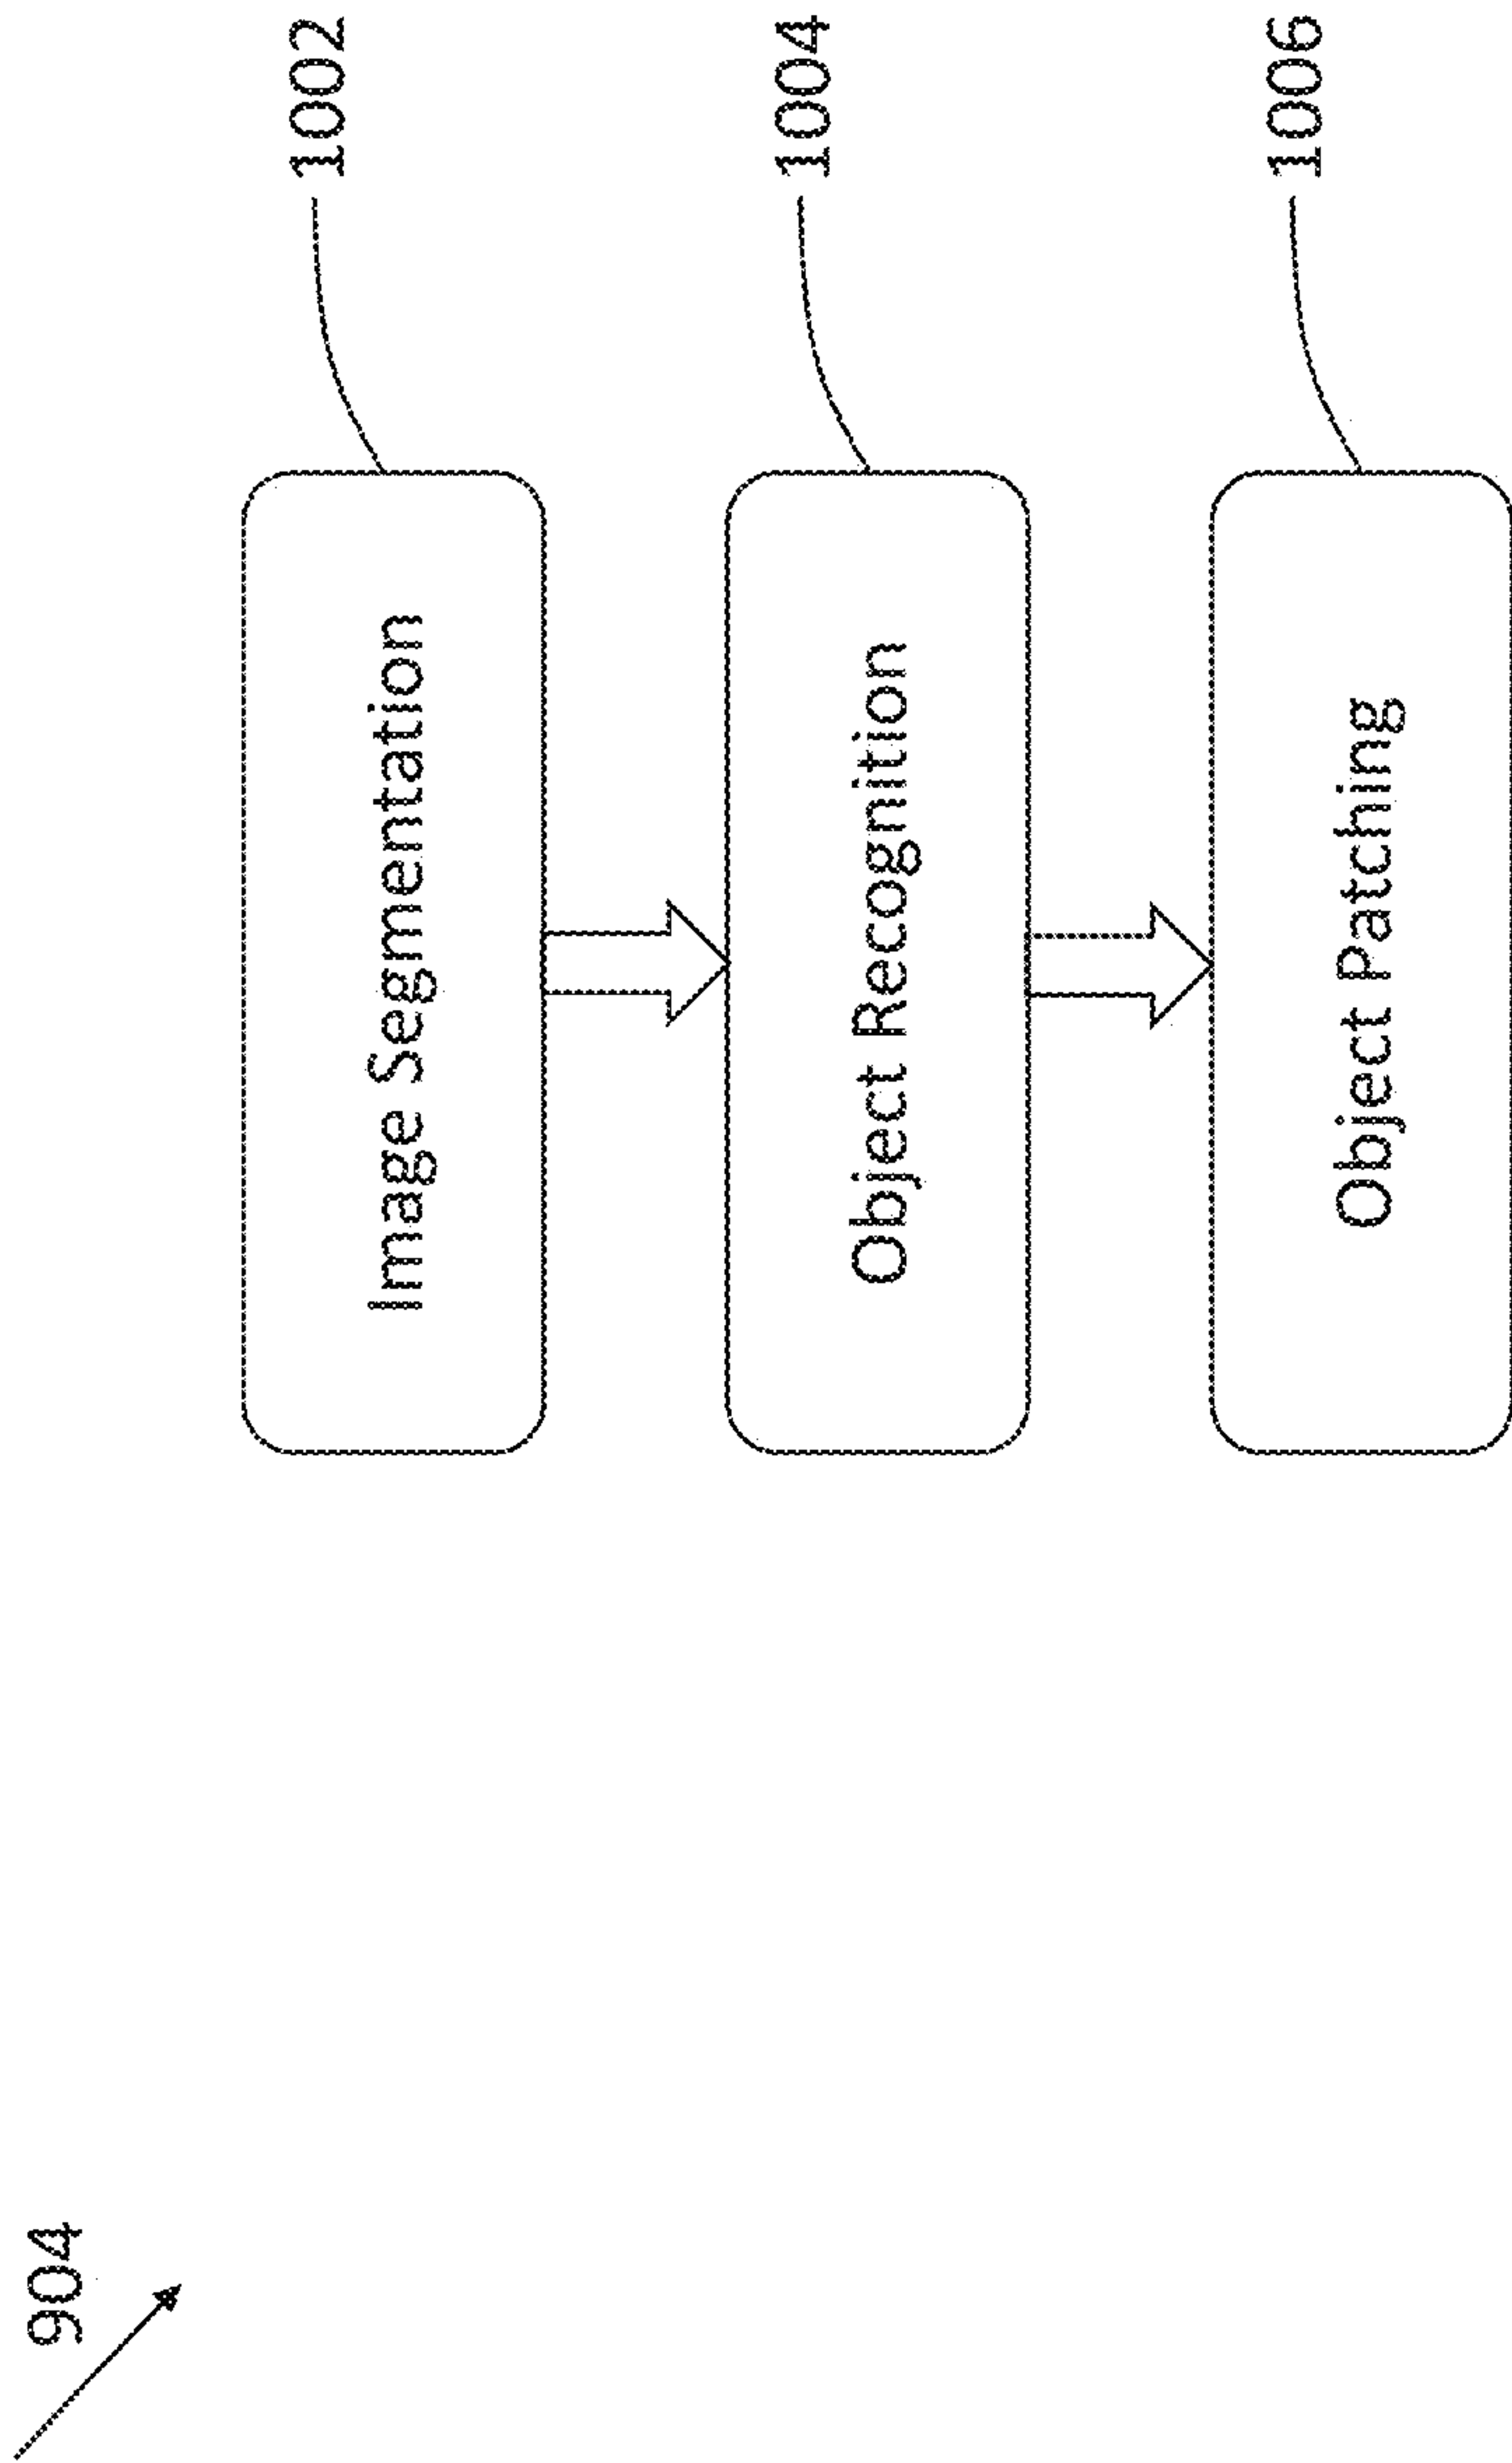 904
1002
Image Segmentation
1004
Object Recognition
1006
Object Patching